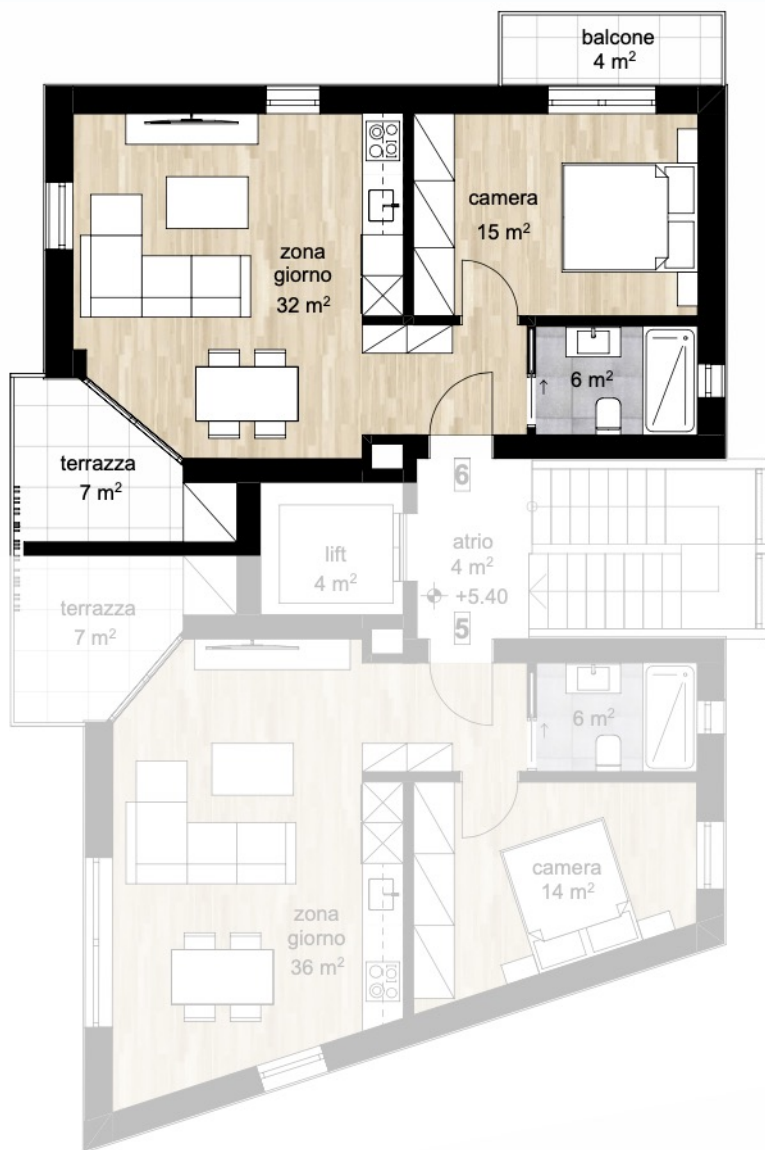 balcone
4 m²
camera
15 m²
zona
giorno
32 m²
6 m²
terrazza
7 m²
6
lift
4 m²
atrio
4 m²
+5.40
5
terrazza
7 m²
6 m²
camera
14 m²
zona
giorno
36 m²